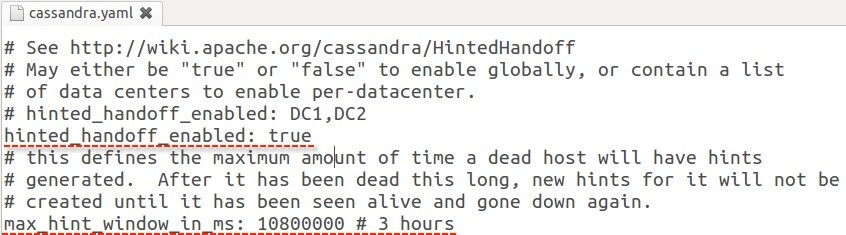 cassandra.yaml
# See http://wiki.apache.org/cassandra/HintedHandoff
# May either be "true" or "false" to enable globally, or contain a list
# of data centers to enable per-datacenter.
# hinted_handoff_enabled: DC1,DC2
hinted_handoff_enabled: true
# this defines the maximum amount of time a dead host will have hints
# generated.  After it has been dead this long, new hints for it will not be
# created until it has been seen alive and gone down again.
max_hint_window_in_ms: 10800000 # 3 hours